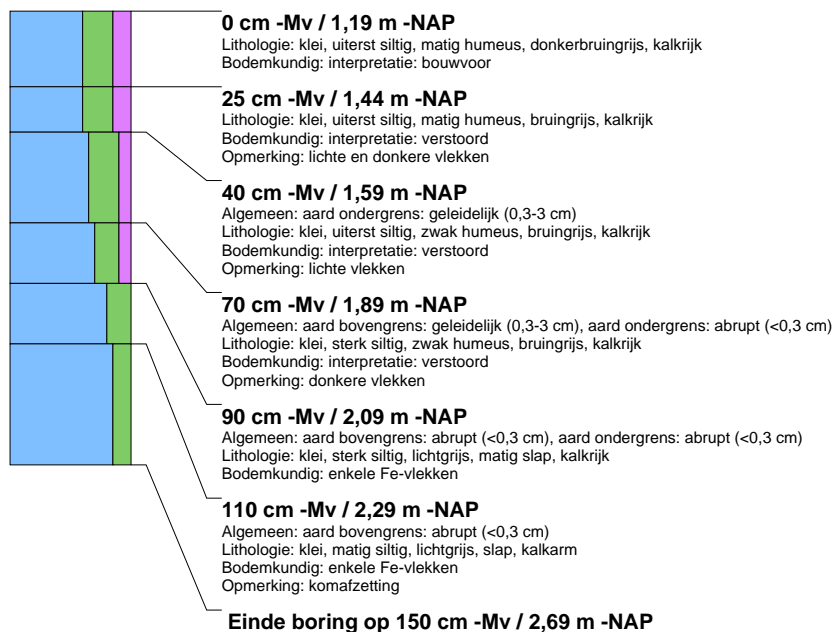 0 cm -Mv / 1,19 m -NAP
Lithologie: klei, uiterst siltig, matig humeus, donkerbruingrijs, kalkrijk
Bodemkundig: interpretatie: bouwvoor
25 cm -Mv / 1,44 m -NAP
Lithologie: klei, uiterst siltig, matig humeus, bruingrijs, kalkrijk
Bodemkundig: interpretatie: verstoord
Opmerking: lichte en donkere vlekken
40 cm -Mv / 1,59 m -NAP
Algemeen: aard ondergrens: geleidelijk (0,3-3 cm)
Lithologie: klei, uiterst siltig, zwak humeus, bruingrijs, kalkrijk
Bodemkundig: interpretatie: verstoord
Opmerking: lichte vlekken
70 cm -Mv / 1,89 m -NAP
Algemeen: aard bovengrens: geleidelijk (0,3-3 cm), aard ondergrens: abrupt (<0,3 cm)
Lithologie: klei, sterk siltig, zwak humeus, bruingrijs, kalkrijk
Bodemkundig: interpretatie: verstoord
Opmerking: donkere vlekken
90 cm -Mv / 2,09 m -NAP
Algemeen: aard bovengrens: abrupt (<0,3 cm), aard ondergrens: abrupt (<0,3 cm)
Lithologie: klei, sterk siltig, lichtgrijs, matig slap, kalkrijk
Bodemkundig: enkele Fe-vlekken
110 cm -Mv / 2,29 m -NAP
Algemeen: aard bovengrens: abrupt (<0,3 cm)
Lithologie: klei, matig siltig, lichtgrijs, slap, kalkarm
Bodemkundig: enkele Fe-vlekken
Opmerking: komafzetting
Einde boring op 150 cm -Mv / 2,69 m -NAP